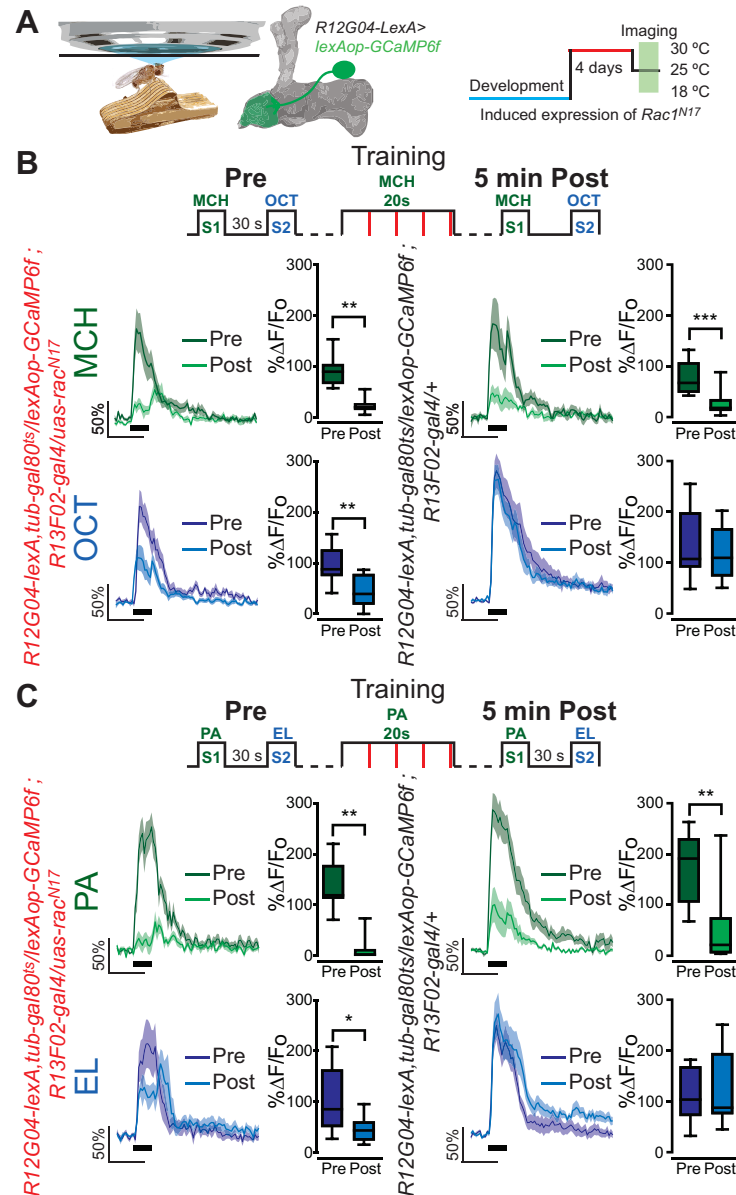 A
R12G04-LexA>
lexAop-GCaMP6f
Imaging
30 ºC
25 ºC
18 ºC
4 days
Development
Induced expression of Rac1N17
B
Training
Pre
MCH
20s
5 min Post
MCH
S1
30 s
OCT
S2
MCH
S1
OCT
S2
R12G04-lexA,tub-gal80ts/lexAop-GCaMP6f ;
R13F02-gal4/uas-racN17
MCH
Pre
Post
50%
%ΔF/Fo
300
200
100
0
**
Pre Post
R12G04-lexA,tub-gal80ts/lexAop-GCaMP6f ;
R13F02-gal4/+
Pre
Post
50%
%ΔF/Fo
300
200
100
0
***
Pre Post
OCT
Pre
Post
50%
%ΔF/Fo
300
200
100
0
**
Pre Post
Pre
Post
50%
%ΔF/Fo
300
200
100
0
Pre Post
C
Training
Pre
PA
20s
5 min Post
PA
S1
30 s
EL
S2
PA
S1
30 s
EL
S2
R12G04-lexA,tub-gal80ts/lexAop-GCaMP6f ;
R13F02-gal4/uas-racN17
PA
Pre
Post
50%
%ΔF/Fo
300
200
100
0
**
Pre Post
R12G04-lexA,tub-gal80ts/lexAop-GCaMP6f ;
R13F02-gal4/+
Pre
Post
50%
%ΔF/Fo
300
200
100
0
**
Pre Post
EL
Pre
Post
50%
%ΔF/Fo
300
200
100
0
*
Pre Post
Pre
Post
50%
%ΔF/Fo
300
200
100
0
Pre Post